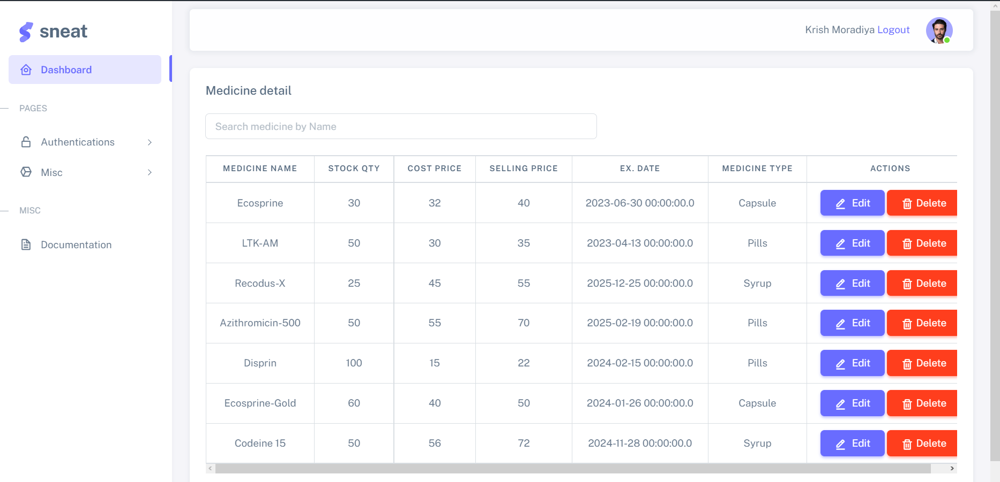 sneat
Krish Moradiya Logout
Dashboard
PAGES
Authentications
Misc
MISC
Documentation
Medicine detail
Search medicine by Name
MEDICINE NAME STOCK QTY COST PRICE SELLING PRICE EX. DATE MEDICINE TYPE ACTIONS
Ecosprine 30 32 40 2023-06-30 00:00:00.0 Capsule Edit Delete
LTK-AM 50 30 35 2023-04-13 00:00:00.0 Pills Edit Delete
Recodus-X 25 45 55 2025-12-25 00:00:00.0 Syrup Edit Delete
Azithromicin-500 50 55 70 2025-02-19 00:00:00.0 Pills Edit Delete
Disprin 100 15 22 2024-02-15 00:00:00.0 Pills Edit Delete
Ecosprine-Gold 60 40 50 2024-01-26 00:00:00.0 Capsule Edit Delete
Codeine 15 50 56 72 2024-11-28 00:00:00.0 Syrup Edit Delete